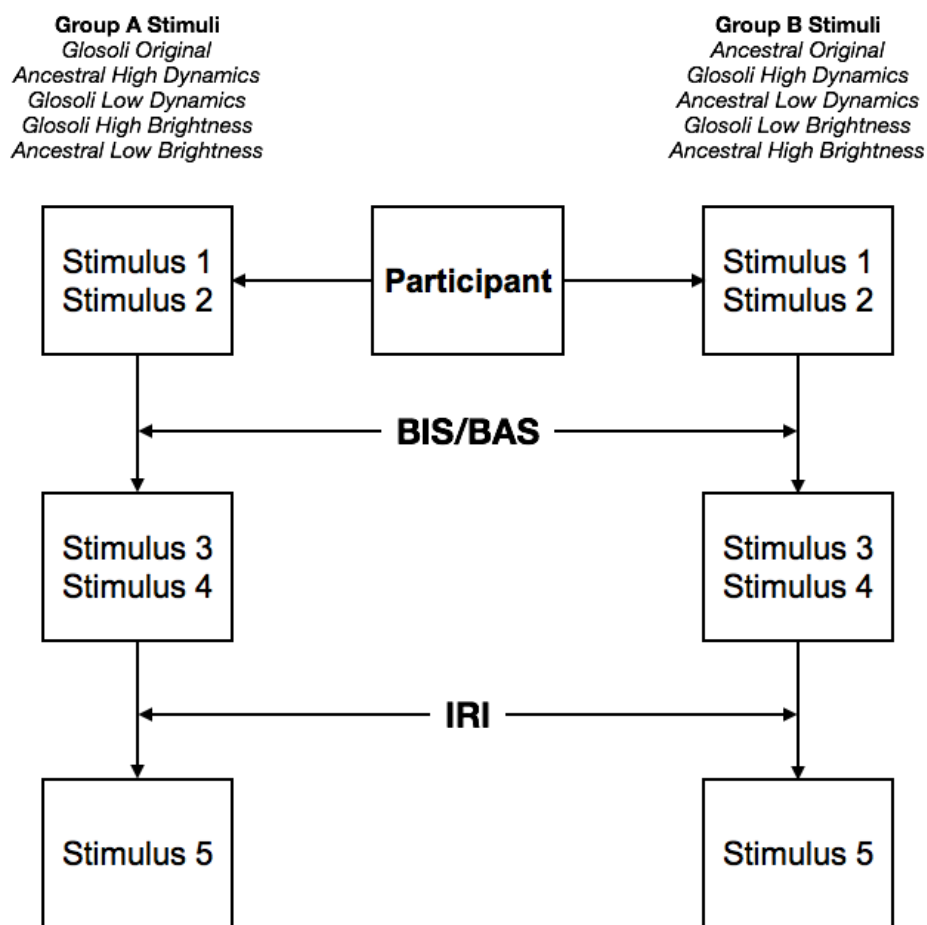 Group A Stimuli
Glosoli Original
Ancestral High Dynamics
Glosoli Low Dynamics
Glosoli High Brightness
Ancestral Low Brightness
Group B Stimuli
Ancestral Original
Glosoli High Dynamics
Ancestral Low Dynamics
Glosoli Low Brightness
Ancestral High Brightness
Stimulus 1
Stimulus 2
Participant
Stimulus 1
Stimulus 2
BIS/BAS
Stimulus 3
Stimulus 4
Stimulus 3
Stimulus 4
IRI
Stimulus 5
Stimulus 5